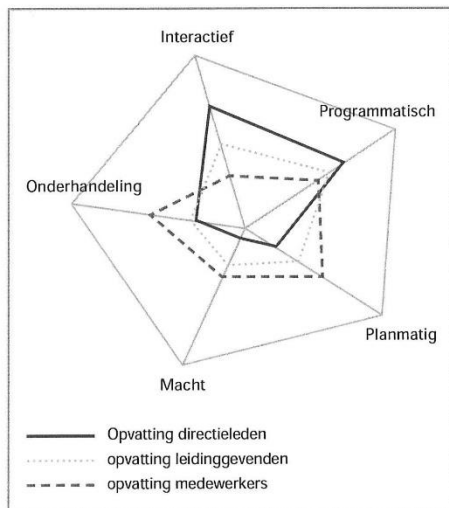 Interactief
Programmatisch
Onderhandeling
Planmatig
Macht
Opvatting directieleden
opvatting leidinggevenden
opvatting medewerkers